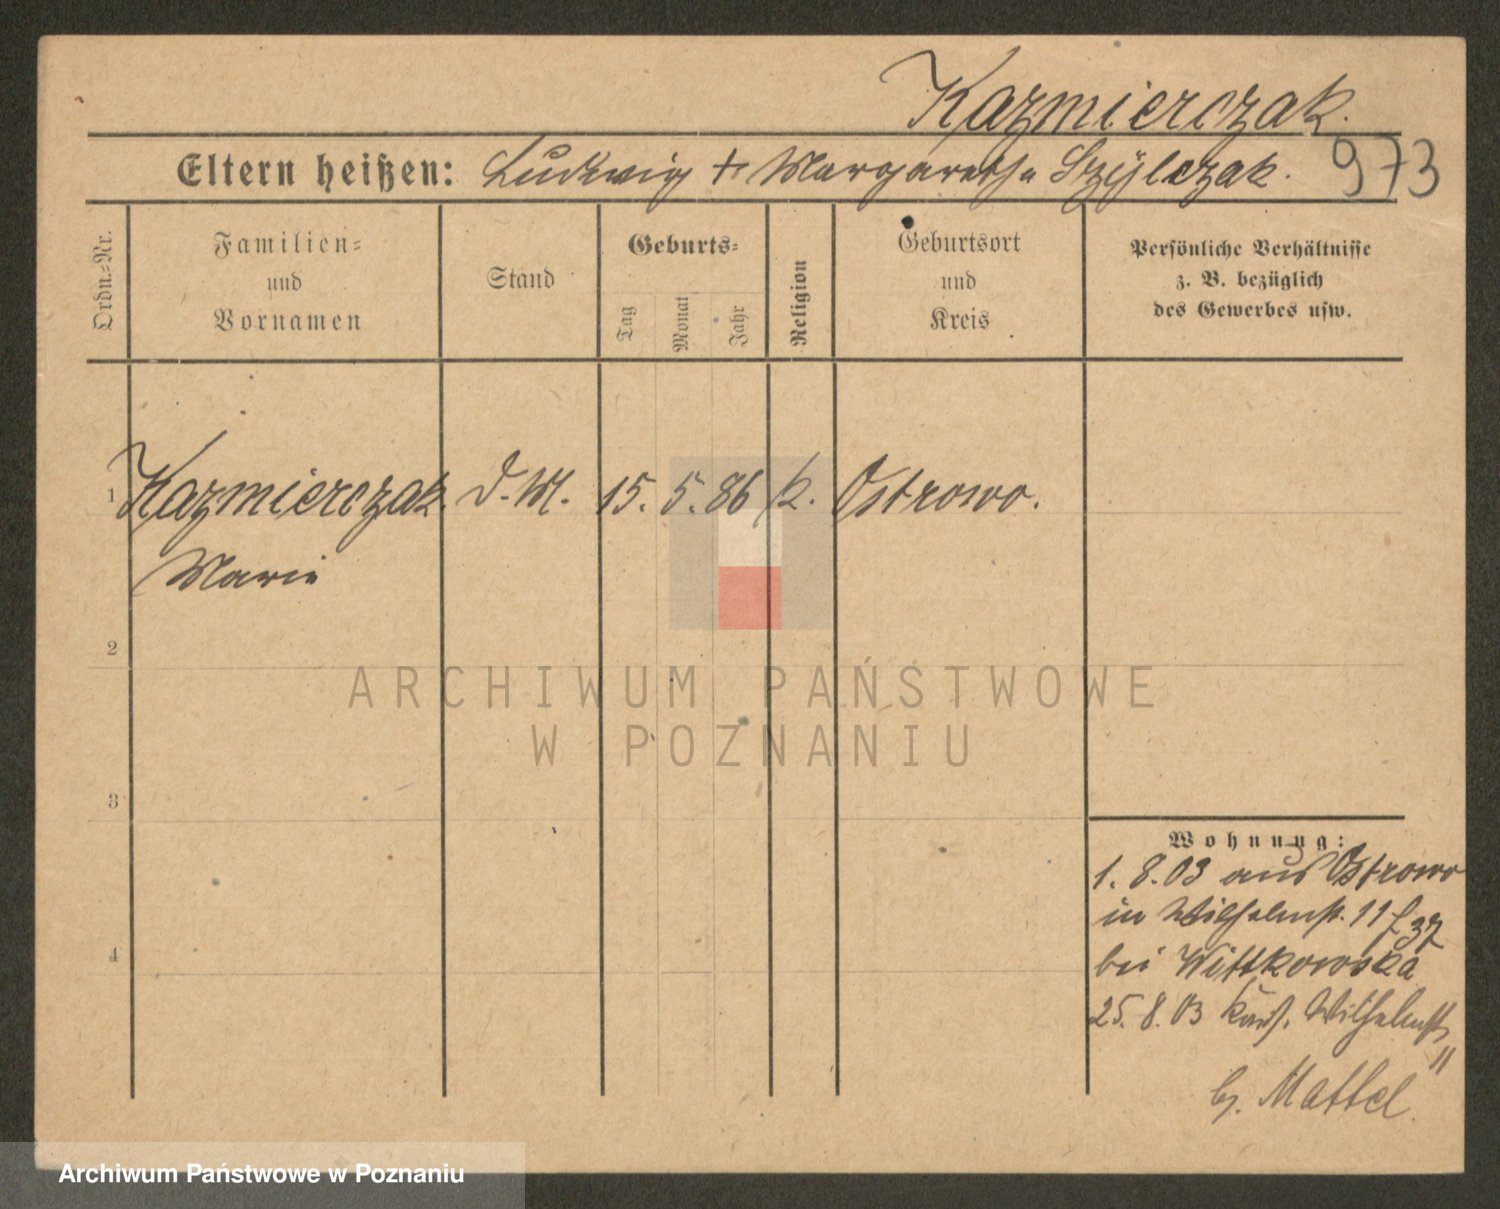 Kazmierczak.
Eltern heißen: Ludwig + Margarethe Szÿlczak. 973
Ordn.=Nr.
Familien=
und
Vornamen
Stand
Geburts=
Tag
Monat
Jahr
Religion
Geburtsort
und
Kreis
Persönliche Verhältnisse
z. B. bezüglich
des Gewerbes usw.
1 Kazmierczak. d. M. 15. 5. 86 k. Ostrowo.
Marie
2
ARCHIWUM PAŃSTWOWE
W POZNANIU
3
Wohnung:
1. 8. 03 aus Ostrowo
in Wilhelmst. 11
bei Wittkowska
4
25. 8. 03 Wilhelmst
11
b. Mattel
Archiwum Państwowe w Poznaniu